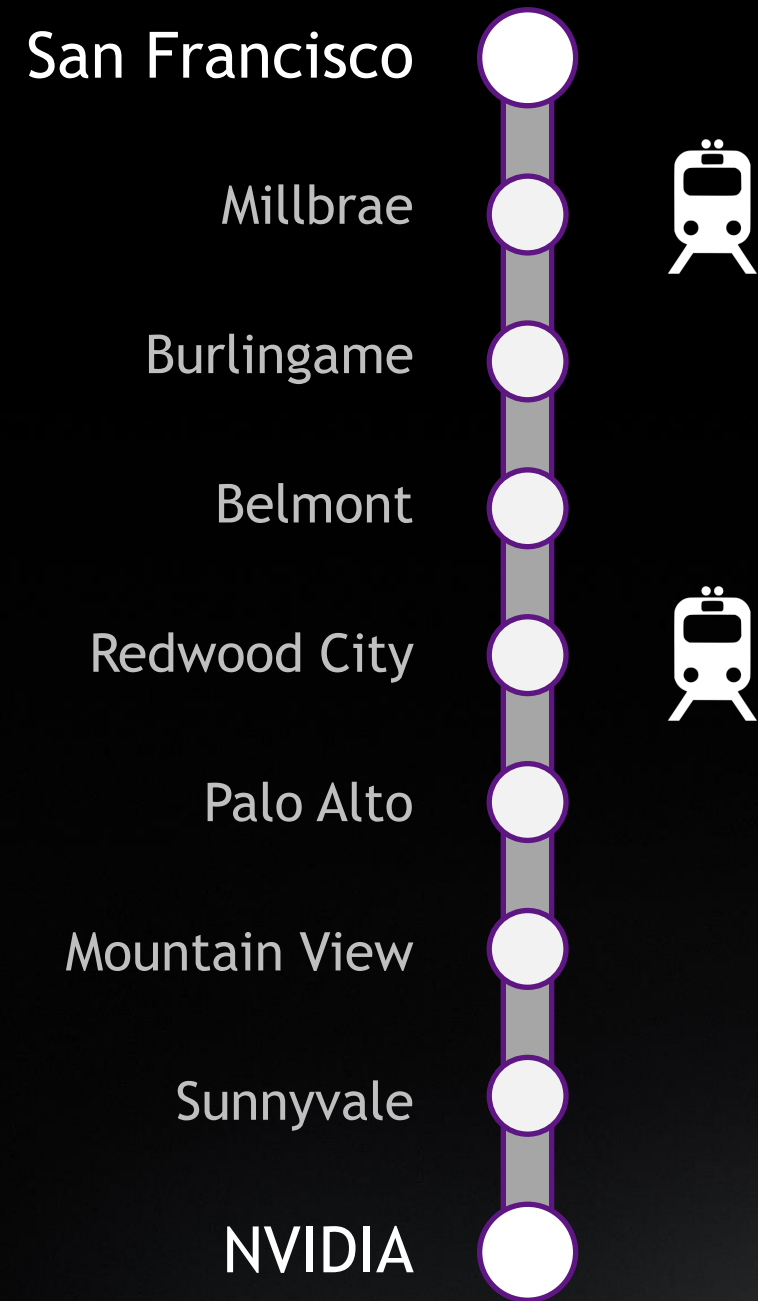 San Francisco
Millbrae
Burlingame
Belmont
Redwood City
Palo Alto
Mountain View
Sunnyvale
NVIDIA